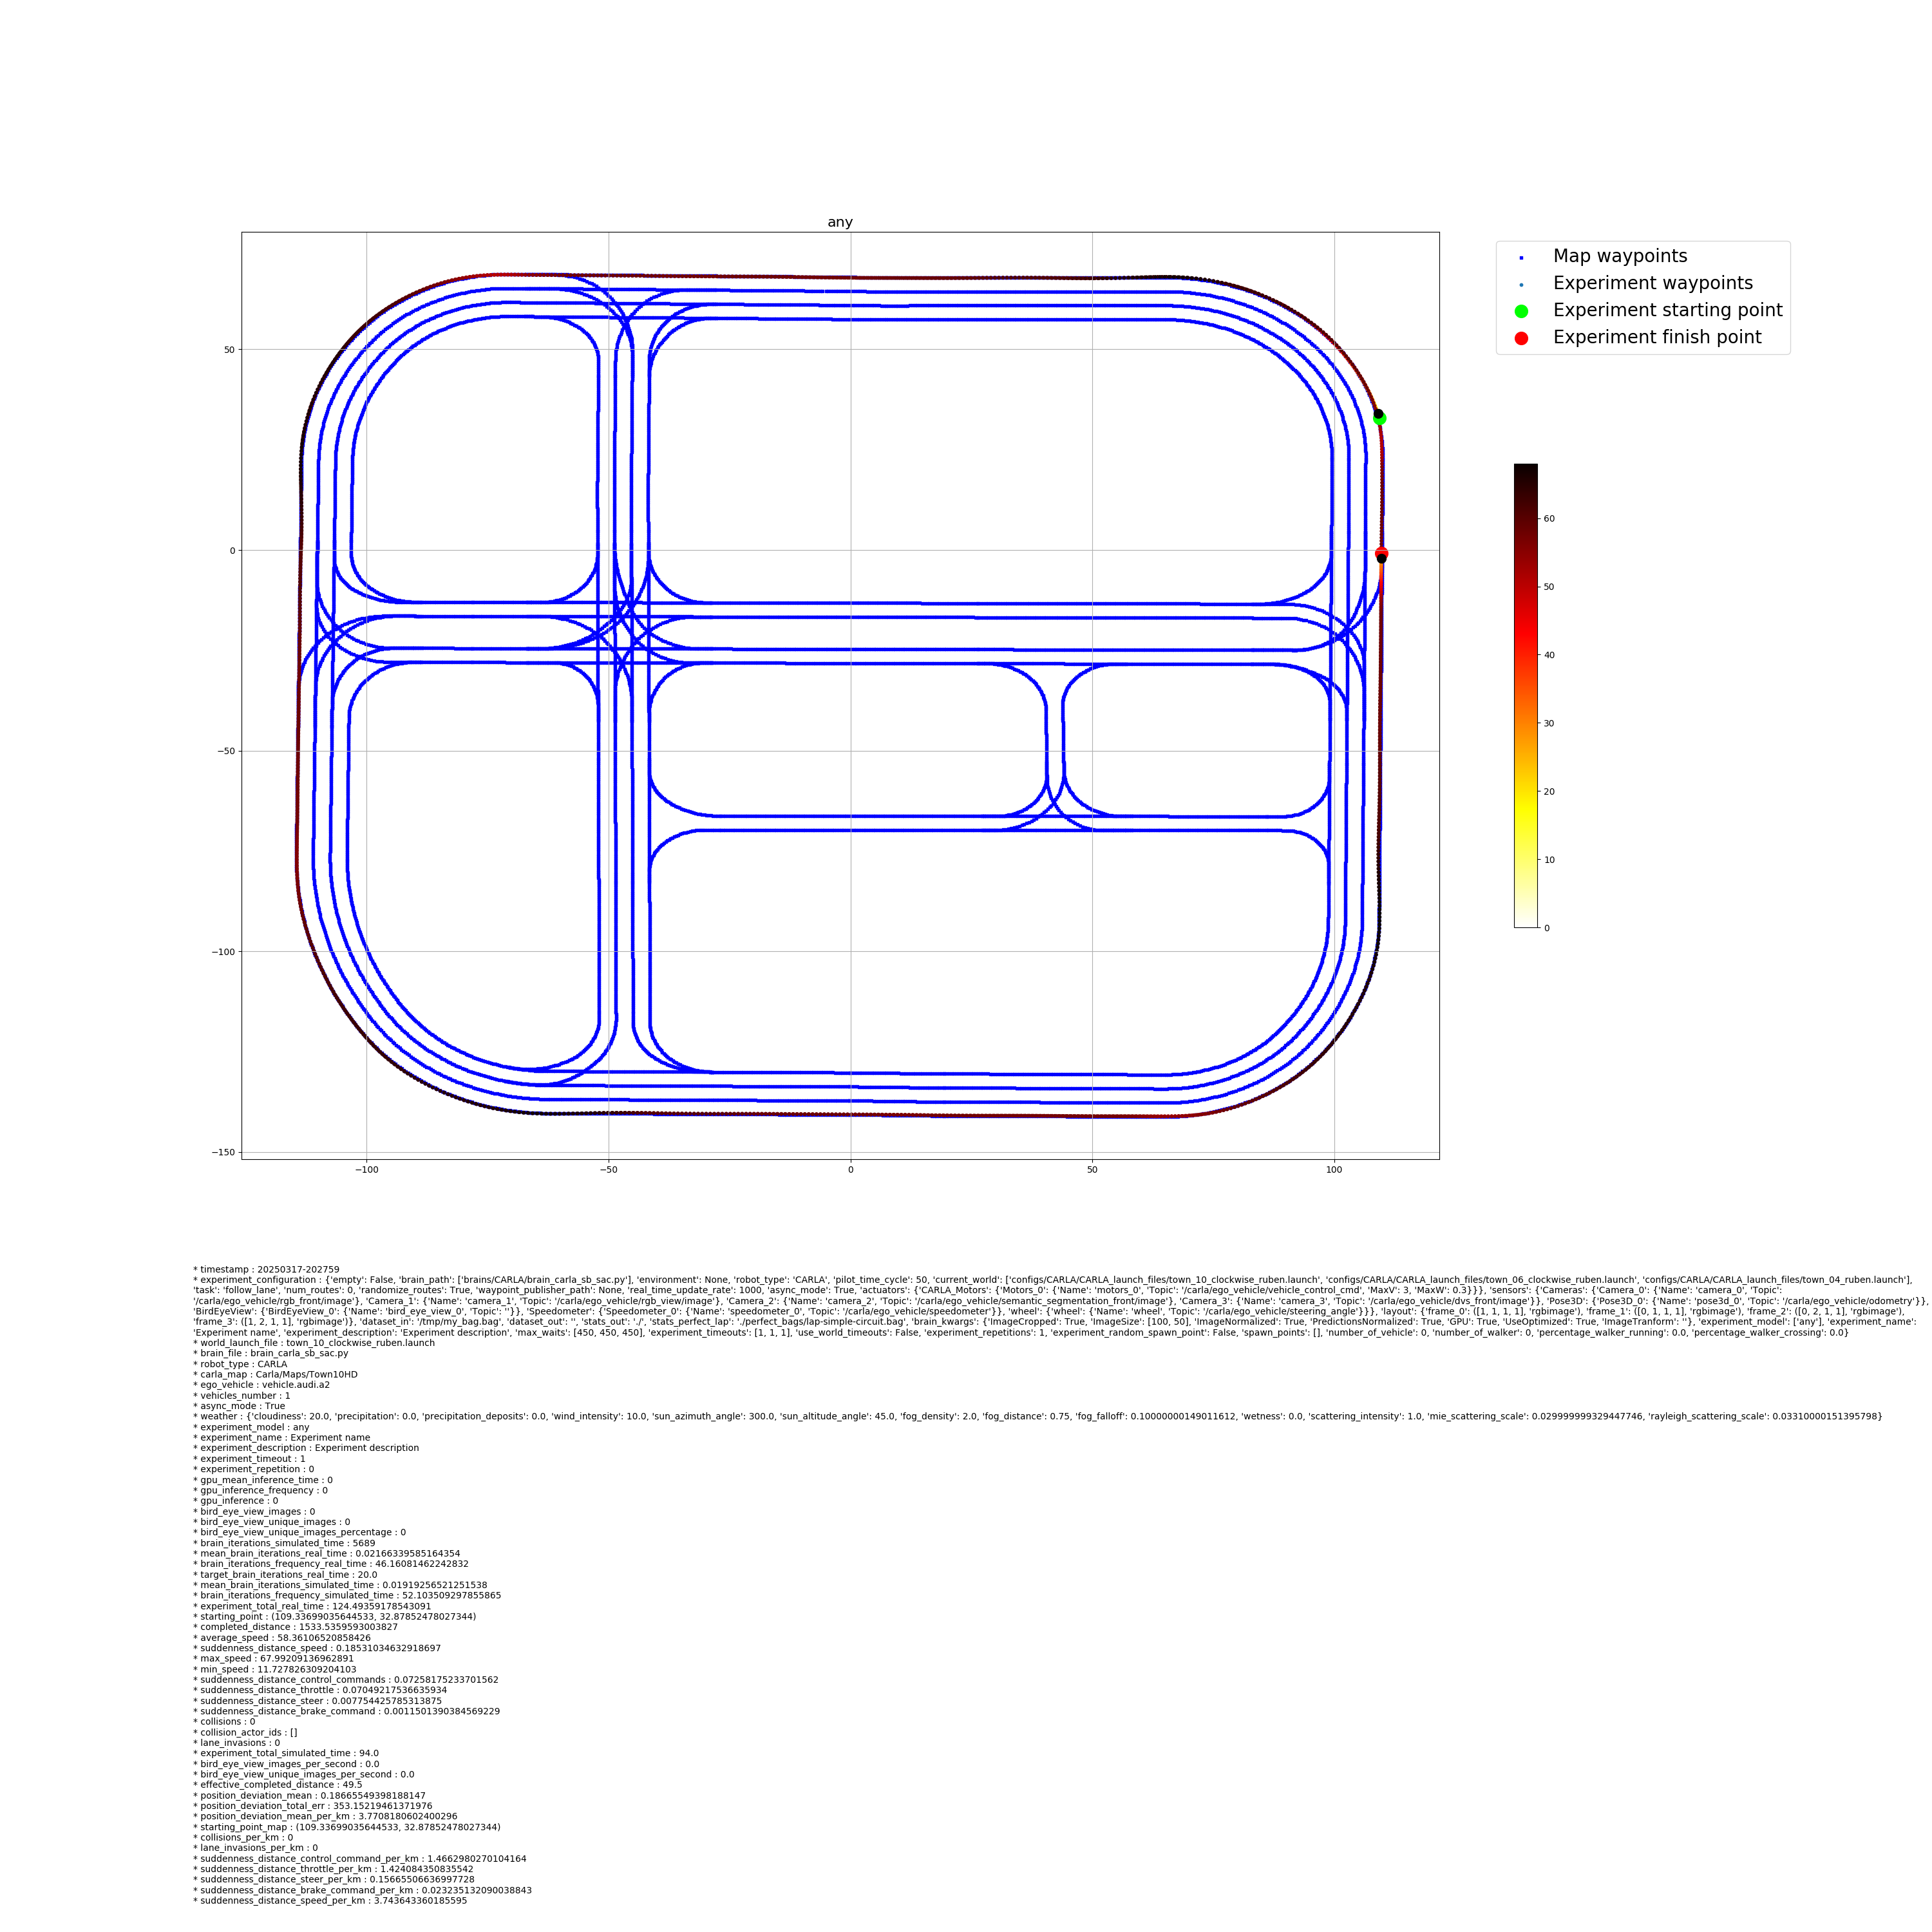 any
Map waypoints
Experiment waypoints
Experiment starting point
Experiment finish point
50
0
−50
−100
−150
−100
−50
0
50
100
60
50
40
30
20
10
0
* timestamp : 20250317-202759
* experiment_configuration : {'empty': False, 'brain_path': ['brains/CARLA/brain_carla_sb_sac.py'], 'environment': None, 'robot_type': 'CARLA', 'pilot_time_cycle': 50, 'current_world': ['configs/CARLA/CARLA_launch_files/town_10_clockwise_ruben.launch', 'configs/CARLA/CARLA_launch_files/town_06_clockwise_ruben.launch', 'configs/CARLA/CARLA_launch_files/town_04_ruben.launch'],
'task': 'follow_lane', 'num_routes': 0, 'randomize_routes': True, 'waypoint_publisher_path': None, 'real_time_update_rate': 1000, 'async_mode': True, 'actuators': {'CARLA_Motors': {'Motors_0': {'Name': 'motors_0', 'Topic': '/carla/ego_vehicle/vehicle_control_cmd', 'MaxV': 3, 'MaxW': 0.3}}}, 'sensors': {'Cameras': {'Camera_0': {'Name': 'camera_0', 'Topic':
'/carla/ego_vehicle/rgb_front/image'}, 'Camera_1': {'Name': 'camera_1', 'Topic': '/carla/ego_vehicle/rgb_view/image'}, 'Camera_2': {'Name': 'camera_2', 'Topic': '/carla/ego_vehicle/semantic_segmentation_front/image'}, 'Camera_3': {'Name': 'camera_3', 'Topic': '/carla/ego_vehicle/dvs_front/image'}}, 'Pose3D': {'Pose3D_0': {'Name': 'pose3d_0', 'Topic': '/carla/ego_vehicle/odometry'}},
'BirdEyeView': {'BirdEyeView_0': {'Name': 'bird_eye_view_0', 'Topic': ''}}, 'Speedometer': {'Speedometer_0': {'Name': 'speedometer_0', 'Topic': '/carla/ego_vehicle/speedometer'}}, 'wheel': {'wheel': {'Name': 'wheel', 'Topic': '/carla/ego_vehicle/steering_angle'}}}, 'layout': {'frame_0': ([1, 1, 1, 1], 'rgbimage'), 'frame_1': ([0, 1, 1, 1], 'rgbimage'), 'frame_2': ([0, 2, 1, 1], 'rgbimage'),
'frame_3': ([1, 2, 1, 1], 'rgbimage')}, 'dataset_in': '/tmp/my_bag.bag', 'dataset_out': '', 'stats_out': './', 'stats_perfect_lap': './perfect_bags/lap-simple-circuit.bag', 'brain_kwargs': {'ImageCropped': True, 'ImageSize': [100, 50], 'ImageNormalized': True, 'PredictionsNormalized': True, 'GPU': True, 'UseOptimized': True, 'ImageTranform': ''}, 'experiment_model': ['any'], 'experiment_name':
'Experiment name', 'experiment_description': 'Experiment description', 'max_waits': [450, 450, 450], 'experiment_timeouts': [1, 1, 1], 'use_world_timeouts': False, 'experiment_repetitions': 1, 'experiment_random_spawn_point': False, 'spawn_points': [], 'number_of_vehicle': 0, 'number_of_walker': 0, 'percentage_walker_running': 0.0, 'percentage_walker_crossing': 0.0}
* world_launch_file : town_10_clockwise_ruben.launch
* brain_file : brain_carla_sb_sac.py
* robot_type : CARLA
* carla_map : Carla/Maps/Town10HD
* ego_vehicle : vehicle.audi.a2
* vehicles_number : 1
* async_mode : True
* weather : {'cloudiness': 20.0, 'precipitation': 0.0, 'precipitation_deposits': 0.0, 'wind_intensity': 10.0, 'sun_azimuth_angle': 300.0, 'sun_altitude_angle': 45.0, 'fog_density': 2.0, 'fog_distance': 0.75, 'fog_falloff': 0.10000000149011612, 'wetness': 0.0, 'scattering_intensity': 1.0, 'mie_scattering_scale': 0.029999999329447746, 'rayleigh_scattering_scale': 0.03310000151395798}
* experiment_model : any
* experiment_name : Experiment name
* experiment_description : Experiment description
* experiment_timeout : 1
* experiment_repetition : 0
* gpu_mean_inference_time : 0
* gpu_inference_frequency : 0
* gpu_inference : 0
* bird_eye_view_images : 0
* bird_eye_view_unique_images : 0
* bird_eye_view_unique_images_percentage : 0
* brain_iterations_simulated_time : 5689
* mean_brain_iterations_real_time : 0.02166339585164354
* brain_iterations_frequency_real_time : 46.16081462242832
* target_brain_iterations_real_time : 20.0
* mean_brain_iterations_simulated_time : 0.01919256521251538
* brain_iterations_frequency_simulated_time : 52.103509297855865
* experiment_total_real_time : 124.49359178543091
* starting_point : (109.33699035644533, 32.87852478027344)
* completed_distance : 1533.5359593003827
* average_speed : 58.36106520858426
* suddenness_distance_speed : 0.18531034632918697
* max_speed : 67.99209136962891
* min_speed : 11.727826309204103
* suddenness_distance_control_commands : 0.07258175233701562
* suddenness_distance_throttle : 0.07049217536635934
* suddenness_distance_steer : 0.007754425785313875
* suddenness_distance_brake_command : 0.0011501390384569229
* collisions : 0
* collision_actor_ids : []
* lane_invasions : 0
* experiment_total_simulated_time : 94.0
* bird_eye_view_images_per_second : 0.0
* bird_eye_view_unique_images_per_second : 0.0
* effective_completed_distance : 49.5
* position_deviation_mean : 0.18665549398188147
* position_deviation_total_err : 353.15219461371976
* position_deviation_mean_per_km : 3.7708180602400296
* starting_point_map : (109.33699035644533, 32.87852478027344)
* collisions_per_km : 0
* lane_invasions_per_km : 0
* suddenness_distance_control_command_per_km : 1.4662980270104164
* suddenness_distance_throttle_per_km : 1.424084350835542
* suddenness_distance_steer_per_km : 0.15665506636997728
* suddenness_distance_brake_command_per_km : 0.023235132090038843
* suddenness_distance_speed_per_km : 3.743643360185595